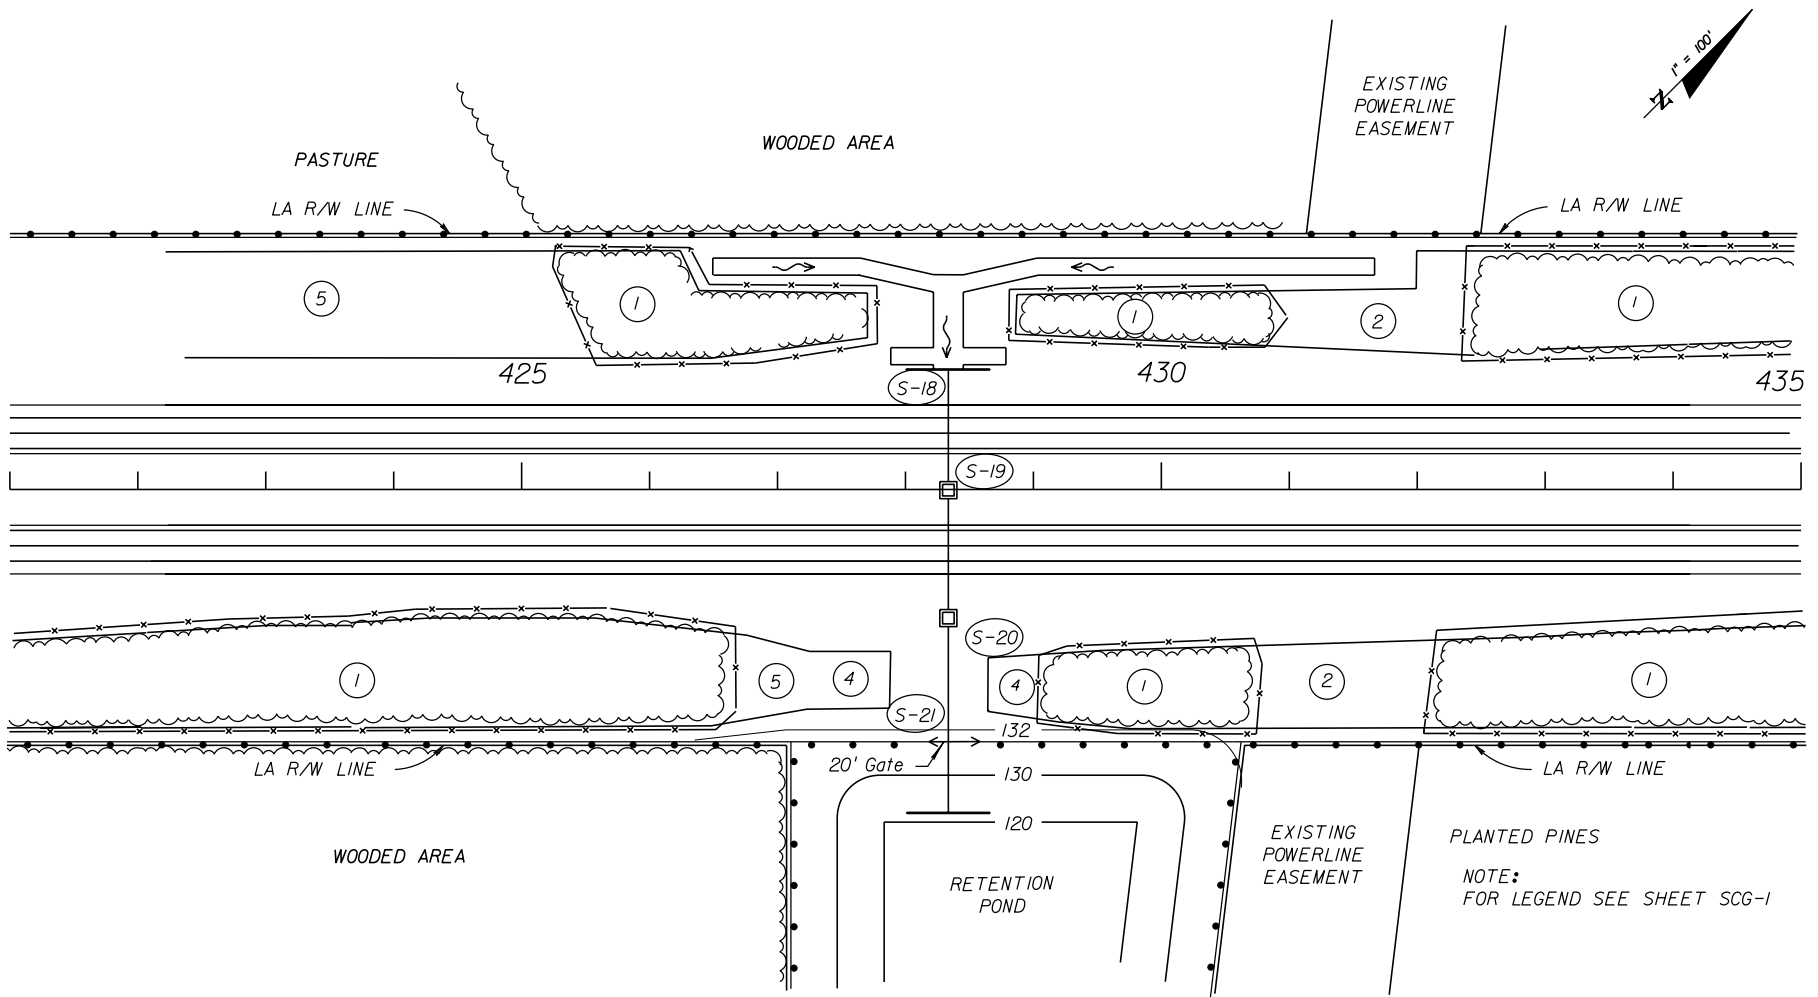 1" = 100'
N
EXISTING
POWERLINE
EASEMENT
WOODED AREA
PASTURE
LA R/W LINE
LA R/W LINE
5
1
1
2
1
425
430
435
S-18
S-19
S-20
1
5
4
4
1
2
1
S-21
132
20' Gate
LA R/W LINE
130
LA R/W LINE
120
WOODED AREA
RETENTION
POND
EXISTING
POWERLINE
EASEMENT
PLANTED PINES
NOTE:
FOR LEGEND SEE SHEET SCG-1